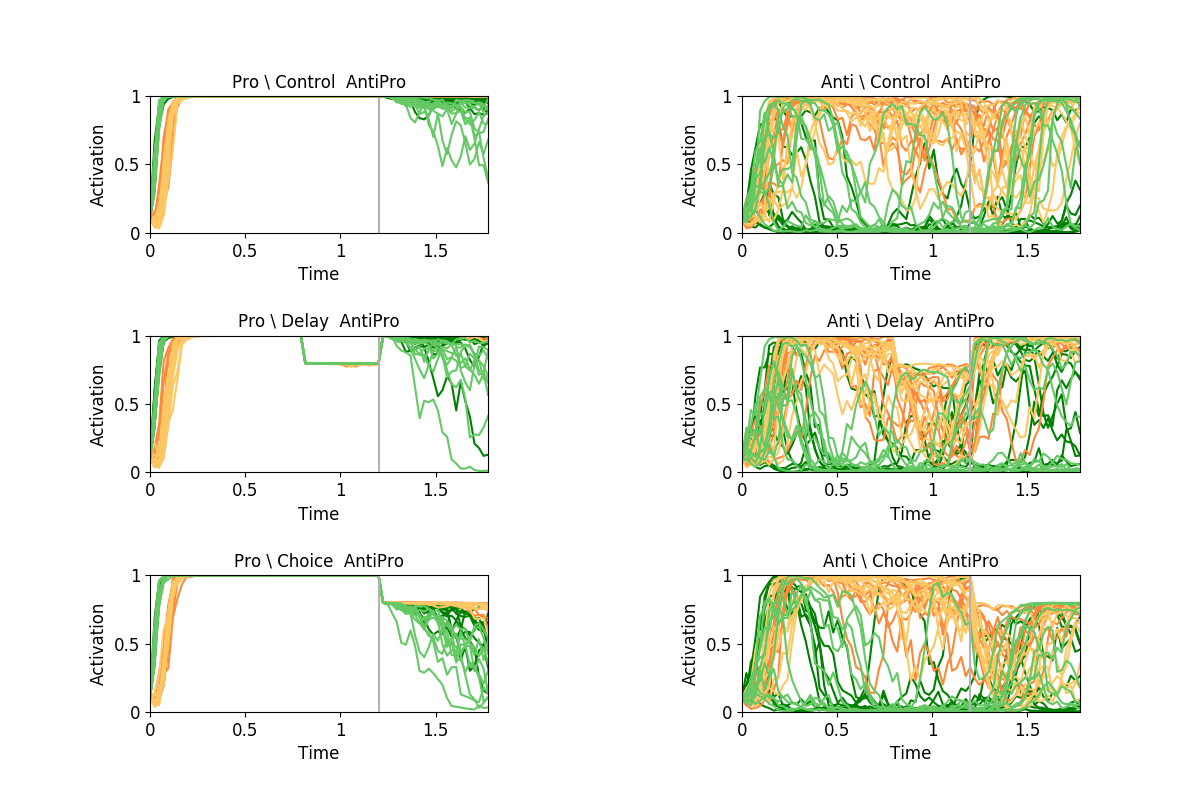 Pro \ Control  AntiPro
1
0.5
0
Activation
0 0.5 1 1.5
Time
Anti \ Control  AntiPro
1
0.5
0
Activation
0 0.5 1 1.5
Time
Pro \ Delay  AntiPro
1
0.5
0
Activation
0 0.5 1 1.5
Time
Anti \ Delay  AntiPro
1
0.5
0
Activation
0 0.5 1 1.5
Time
Pro \ Choice  AntiPro
1
0.5
0
Activation
0 0.5 1 1.5
Time
Anti \ Choice  AntiPro
1
0.5
0
Activation
0 0.5 1 1.5
Time